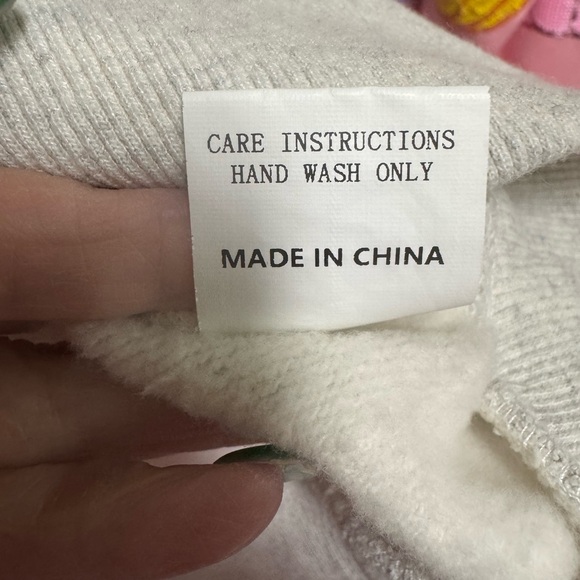 CARE INSTRUCTIONS
HAND WASH ONLY
MADE IN CHINA